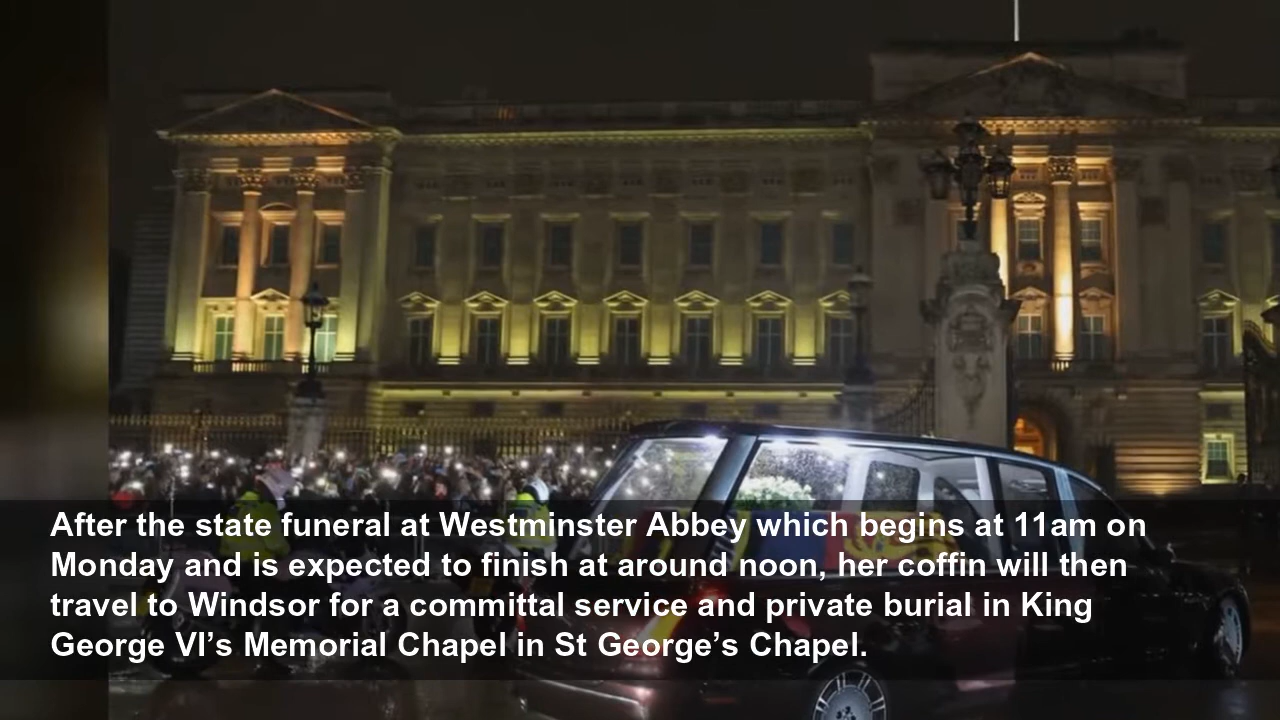 After the state funeral at Westminster Abbey which begins at 11am on
Monday and is expected to finish at around noon, her coffin will then
travel to Windsor for a committal service and private burial in King
George VI’s Memorial Chapel in St George’s Chapel.